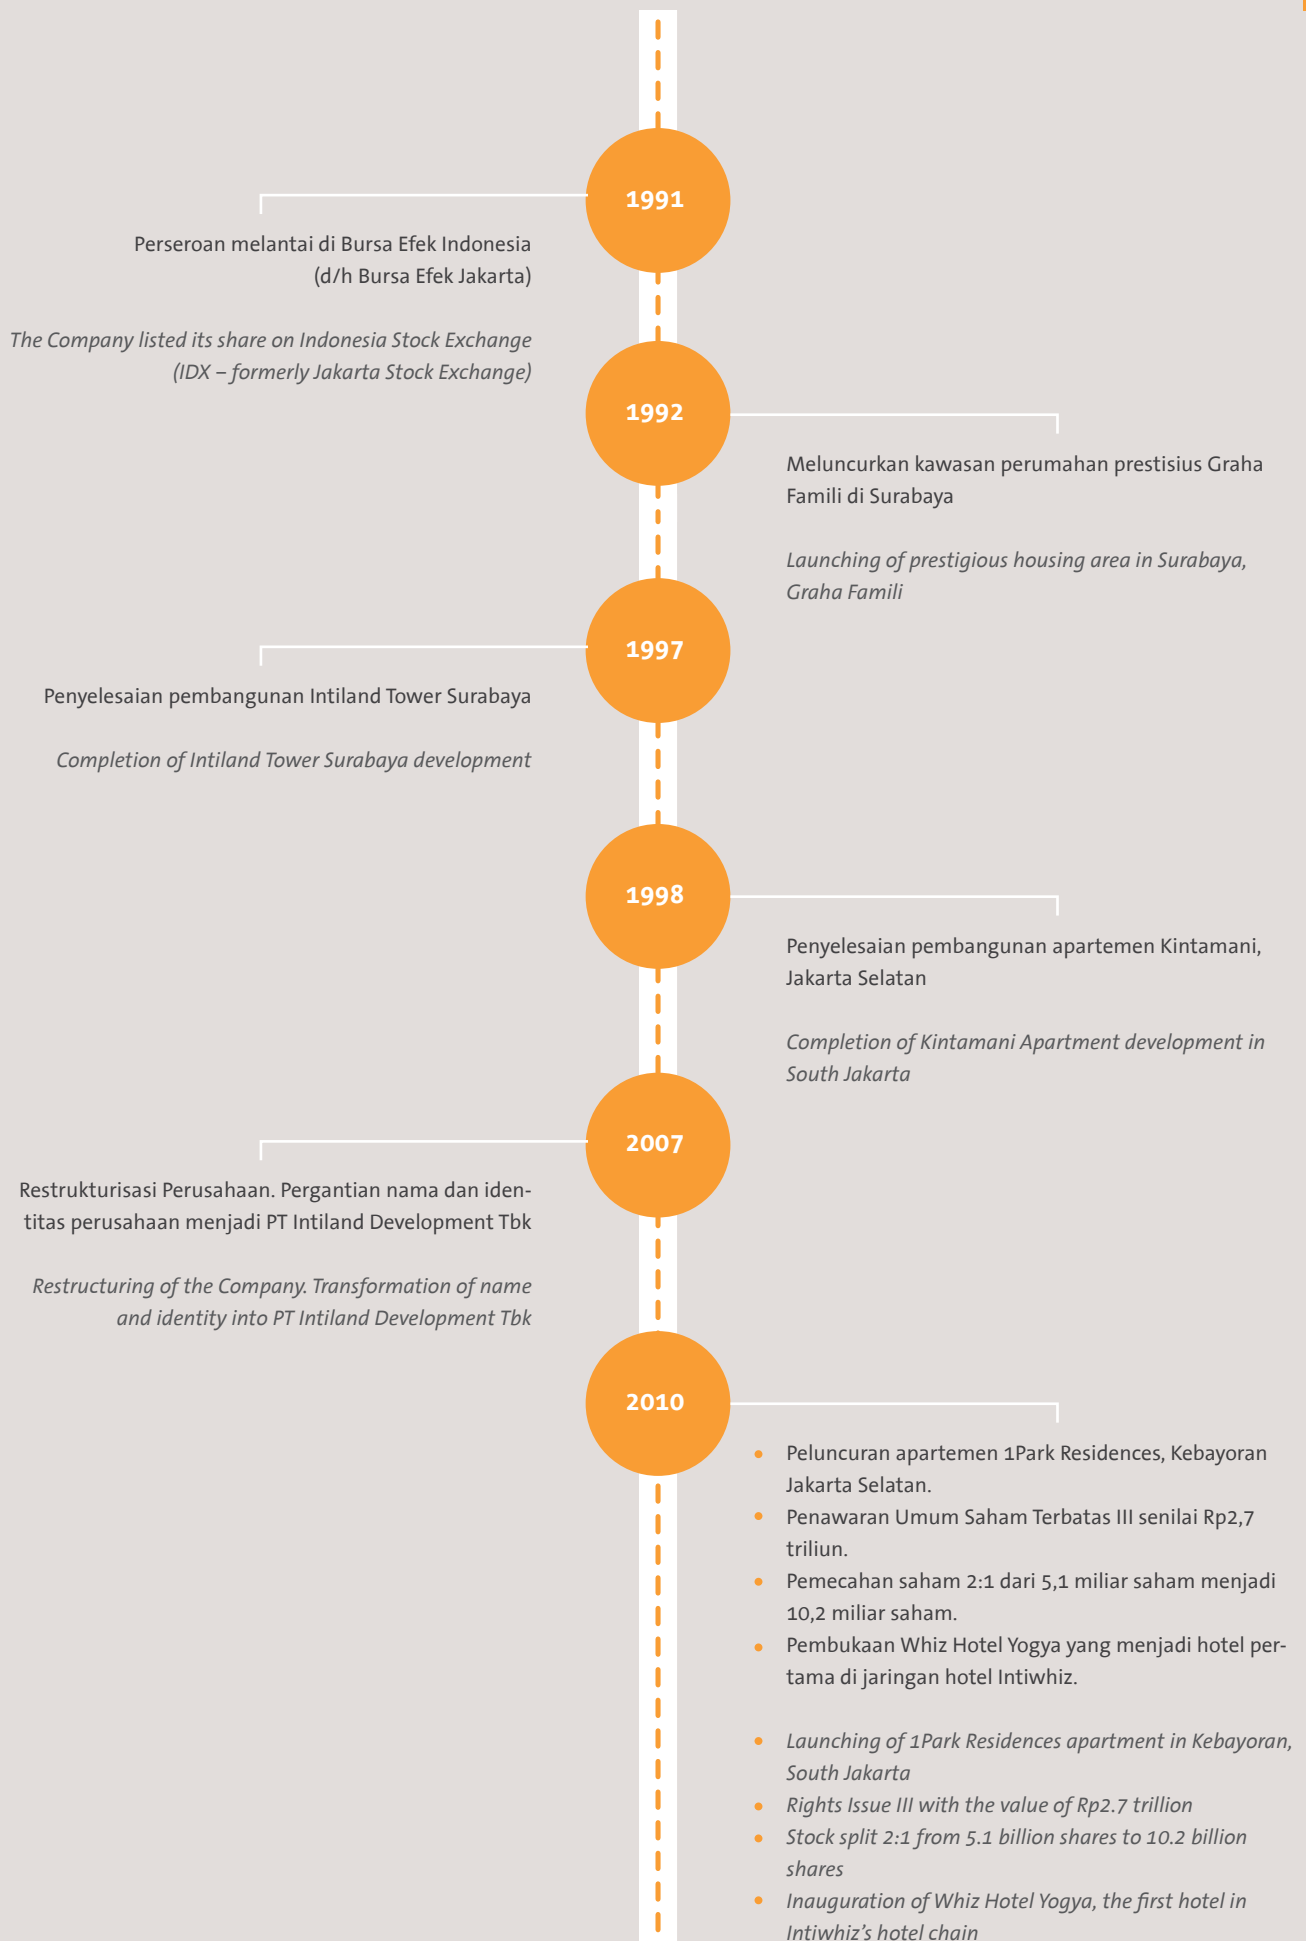 1991
Perseroan melantai di Bursa Efek Indonesia
(d/h Bursa Efek Jakarta)
The Company listed its share on Indonesia Stock Exchange
(IDX – formerly Jakarta Stock Exchange)
1992
Meluncurkan kawasan perumahan prestisius Graha
Famili di Surabaya
Launching of prestigious housing area in Surabaya,
Graha Famili
1997
Penyelesaian pembangunan Intiland Tower Surabaya
Completion of Intiland Tower Surabaya development
1998
Penyelesaian pembangunan apartemen Kintamani,
Jakarta Selatan
Completion of Kintamani Apartment development in
South Jakarta
2007
Restrukturisasi Perusahaan. Pergantian nama dan iden-
titas perusahaan menjadi PT Intiland Development Tbk
Restructuring of the Company. Transformation of name
and identity into PT Intiland Development Tbk
2010
• Peluncuran apartemen 1Park Residences, Kebayoran
Jakarta Selatan.
• Penawaran Umum Saham Terbatas III senilai Rp2,7
triliun.
• Pemecahan saham 2:1 dari 5,1 miliar saham menjadi
10,2 miliar saham.
• Pembukaan Whiz Hotel Yogya yang menjadi hotel per-
tama di jaringan hotel Intiwhiz.
• Launching of 1Park Residences apartment in Kebayoran,
South Jakarta
• Rights Issue III with the value of Rp2.7 trillion
• Stock split 2:1 from 5.1 billion shares to 10.2 billion
shares
• Inauguration of Whiz Hotel Yogya, the first hotel in
Intiwhiz’s hotel chain